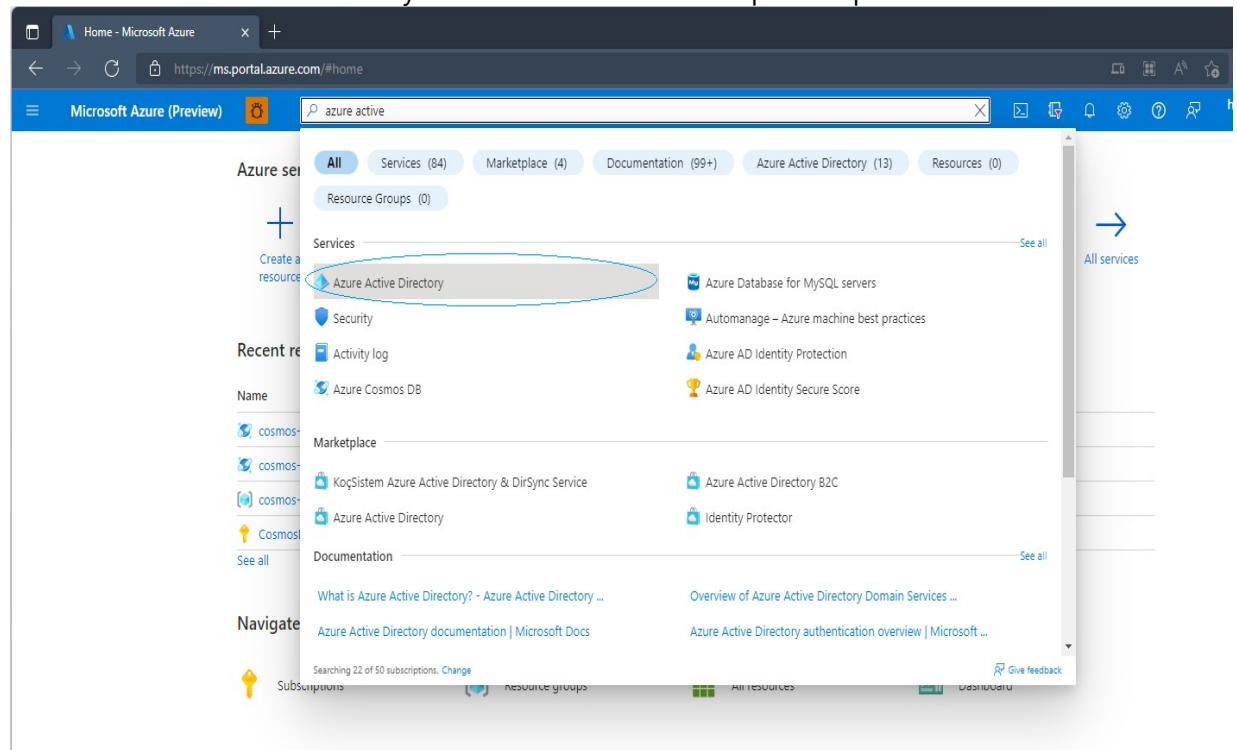 Home - Microsoft Azure
https://ms.portal.azure.com/#home
Microsoft Azure (Preview)
azure active
All Services (84) Marketplace (4) Documentation (99+) Azure Active Directory (13) Resources (0)
Resource Groups (0)
Azure ser
Create a
resource
All services
Services See all
Azure Active Directory Azure Database for MySQL servers
Security Automanage – Azure machine best practices
Activity log Azure AD Identity Protection
Azure Cosmos DB Azure AD Identity Secure Score
Recent re
Name
cosmos-
cosmos-
cosmos-
Cosmos
See all
Marketplace
KoçSistem Azure Active Directory & DirSync Service Azure Active Directory B2C
Azure Active Directory Identity Protector
Documentation See all
What is Azure Active Directory? - Azure Active Directory ... Overview of Azure Active Directory Domain Services ...
Azure Active Directory documentation | Microsoft Docs Azure Active Directory authentication overview | Microsoft ...
Searching 22 of 50 subscriptions. Change Give feedback
Navigate
Subscriptions Resource groups All resources Dashboard